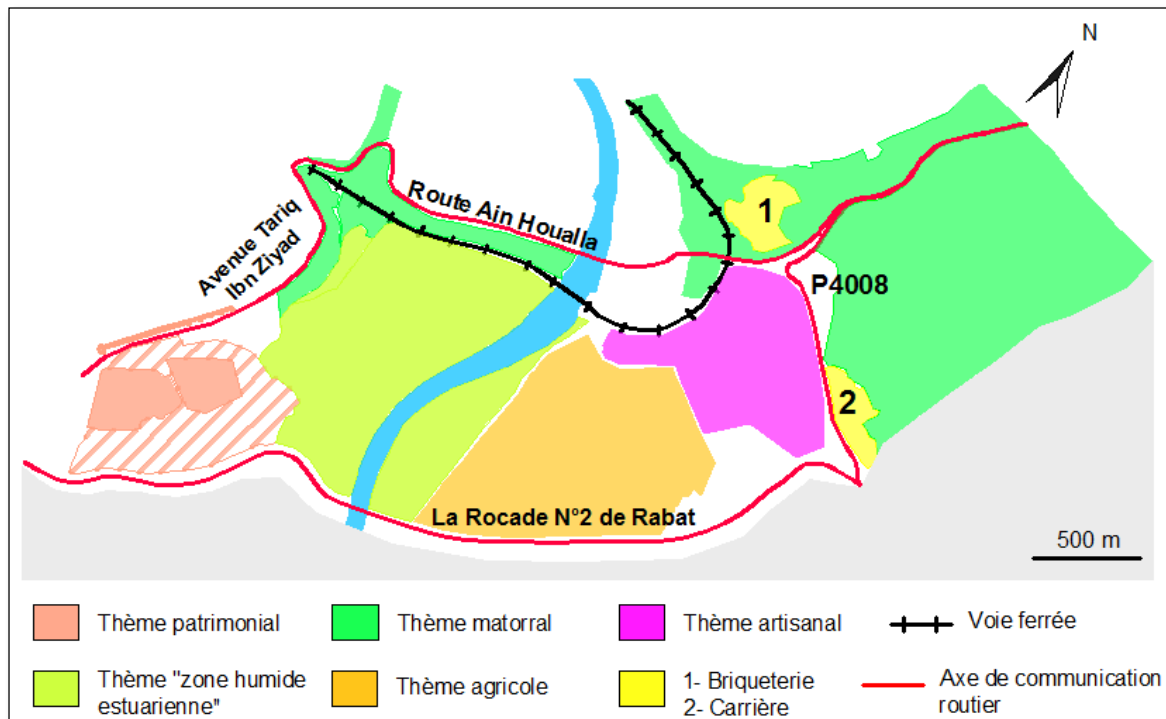 N
1
Route Ain Houalla
Avenue Tariq
Ibn Ziyad
P4008
2
La Rocade N°2 de Rabat
500 m
Thème patrimonial
Thème matorral
Thème artisanal
Voie ferrée
Thème "zone humide
estuarienne"
Thème agricole
1- Briqueterie
2- Carrière
Axe de communication
routier